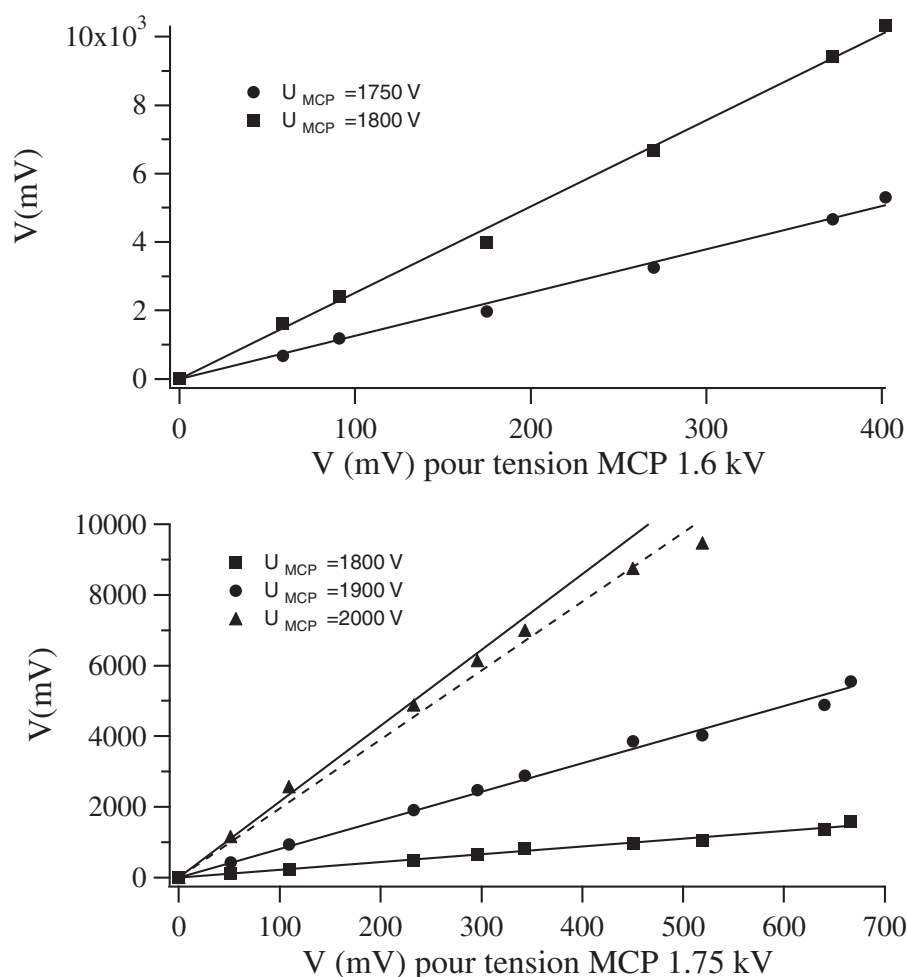 10x10³
8
6
4
2
0
V(mV)
U MCP =1750 V
U MCP =1800 V
0 100 200 300 400
V (mV) pour tension MCP 1.6 kV
10000
8000
6000
4000
2000
0
V(mV)
U MCP =1800 V
U MCP =1900 V
U MCP =2000 V
0 100 200 300 400 500 600 700
V (mV) pour tension MCP 1.75 kV